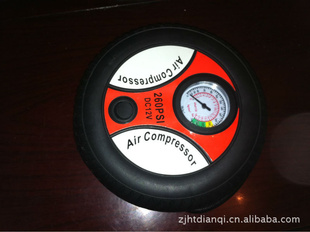 Air Compressor
260PSI
DC12V
Air Compressor
zjhtdianqi.cn.alibaba.com